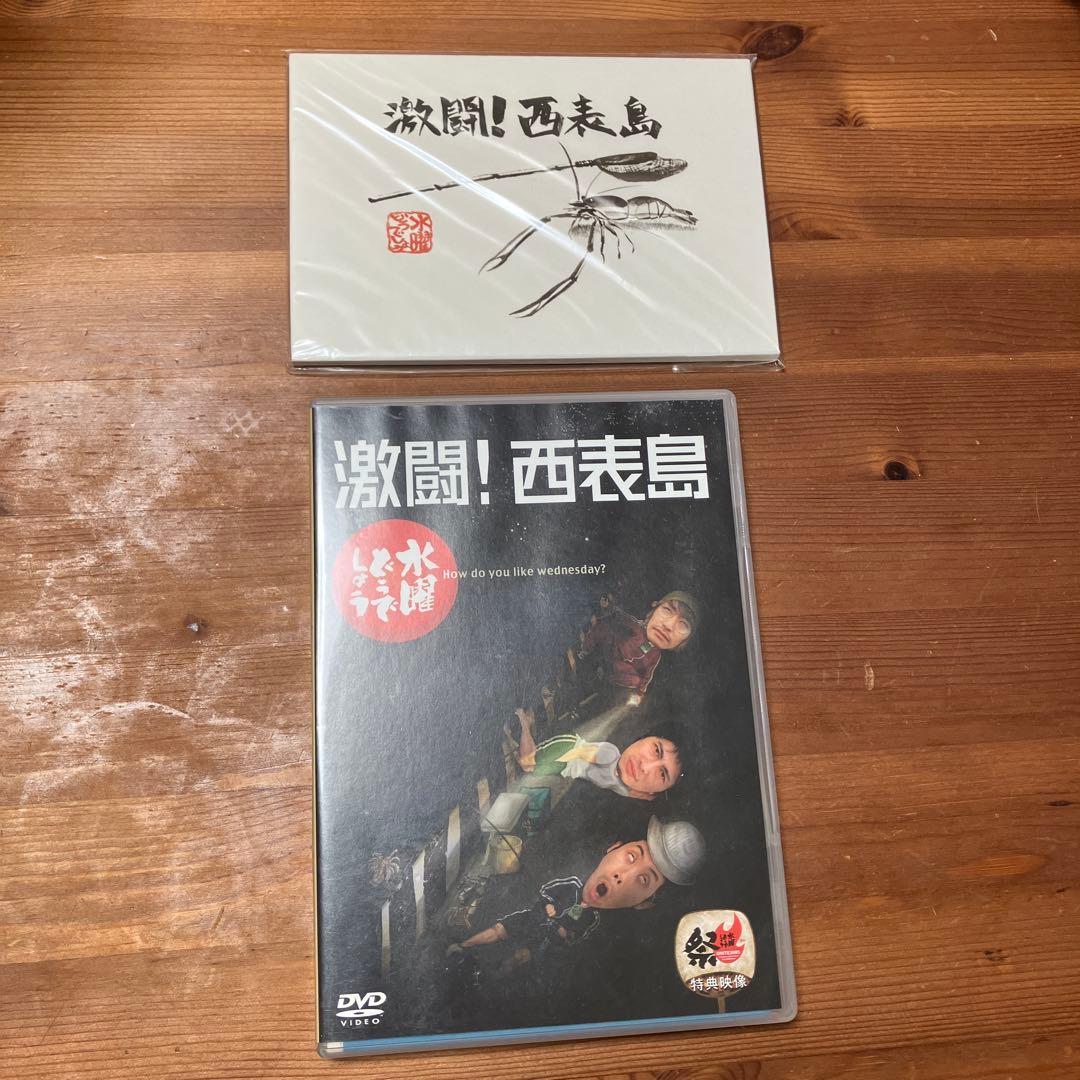 激闘！西表島
水曜
どうでしょう
激闘！西表島
水曜
どうで
しょう
How do you like wednesday?
祭
水曜
特典映像
DVD
VIDEO